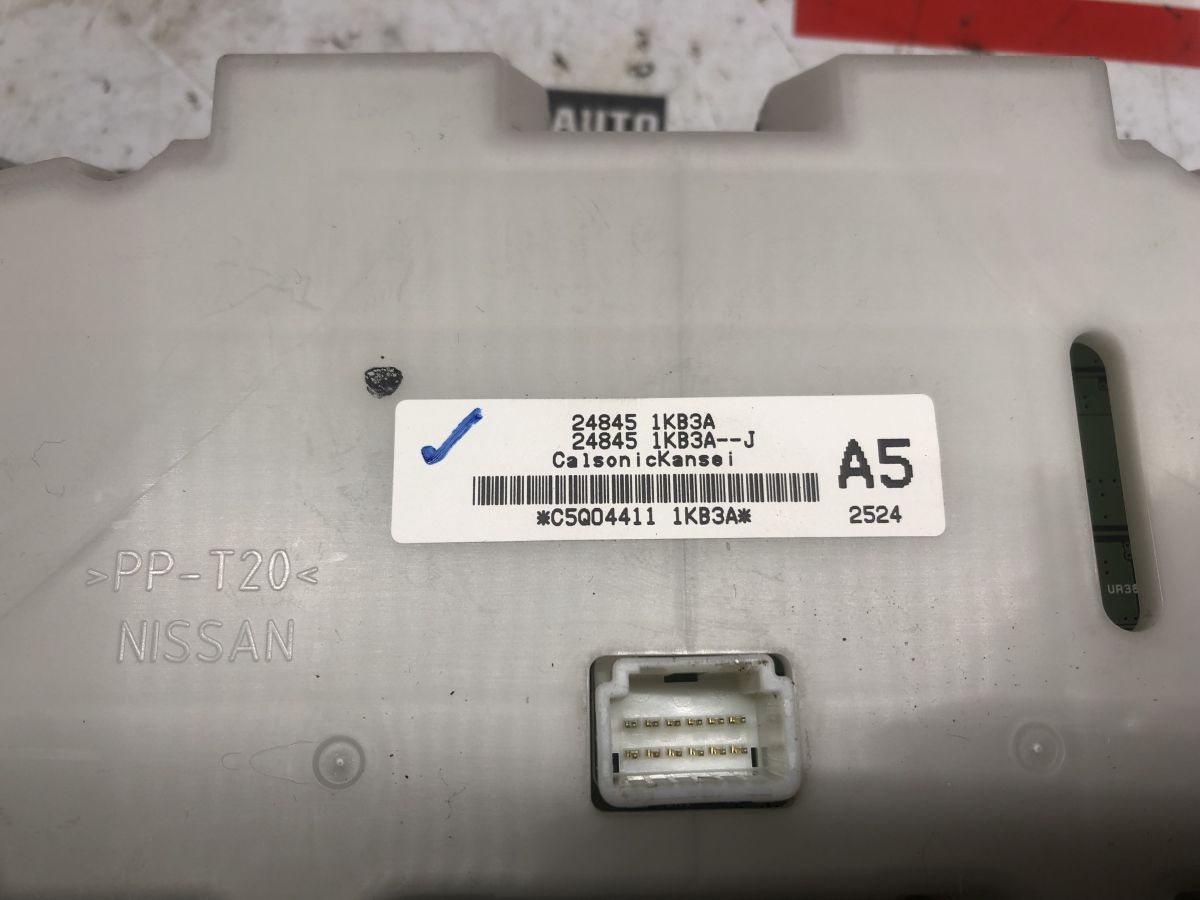 AUTO
24845 1KB3A
24845 1KB3A--J
CalsonicKansei
A5
*C5Q04411 1KB3A*
2524
>PP-T20<
NISSAN